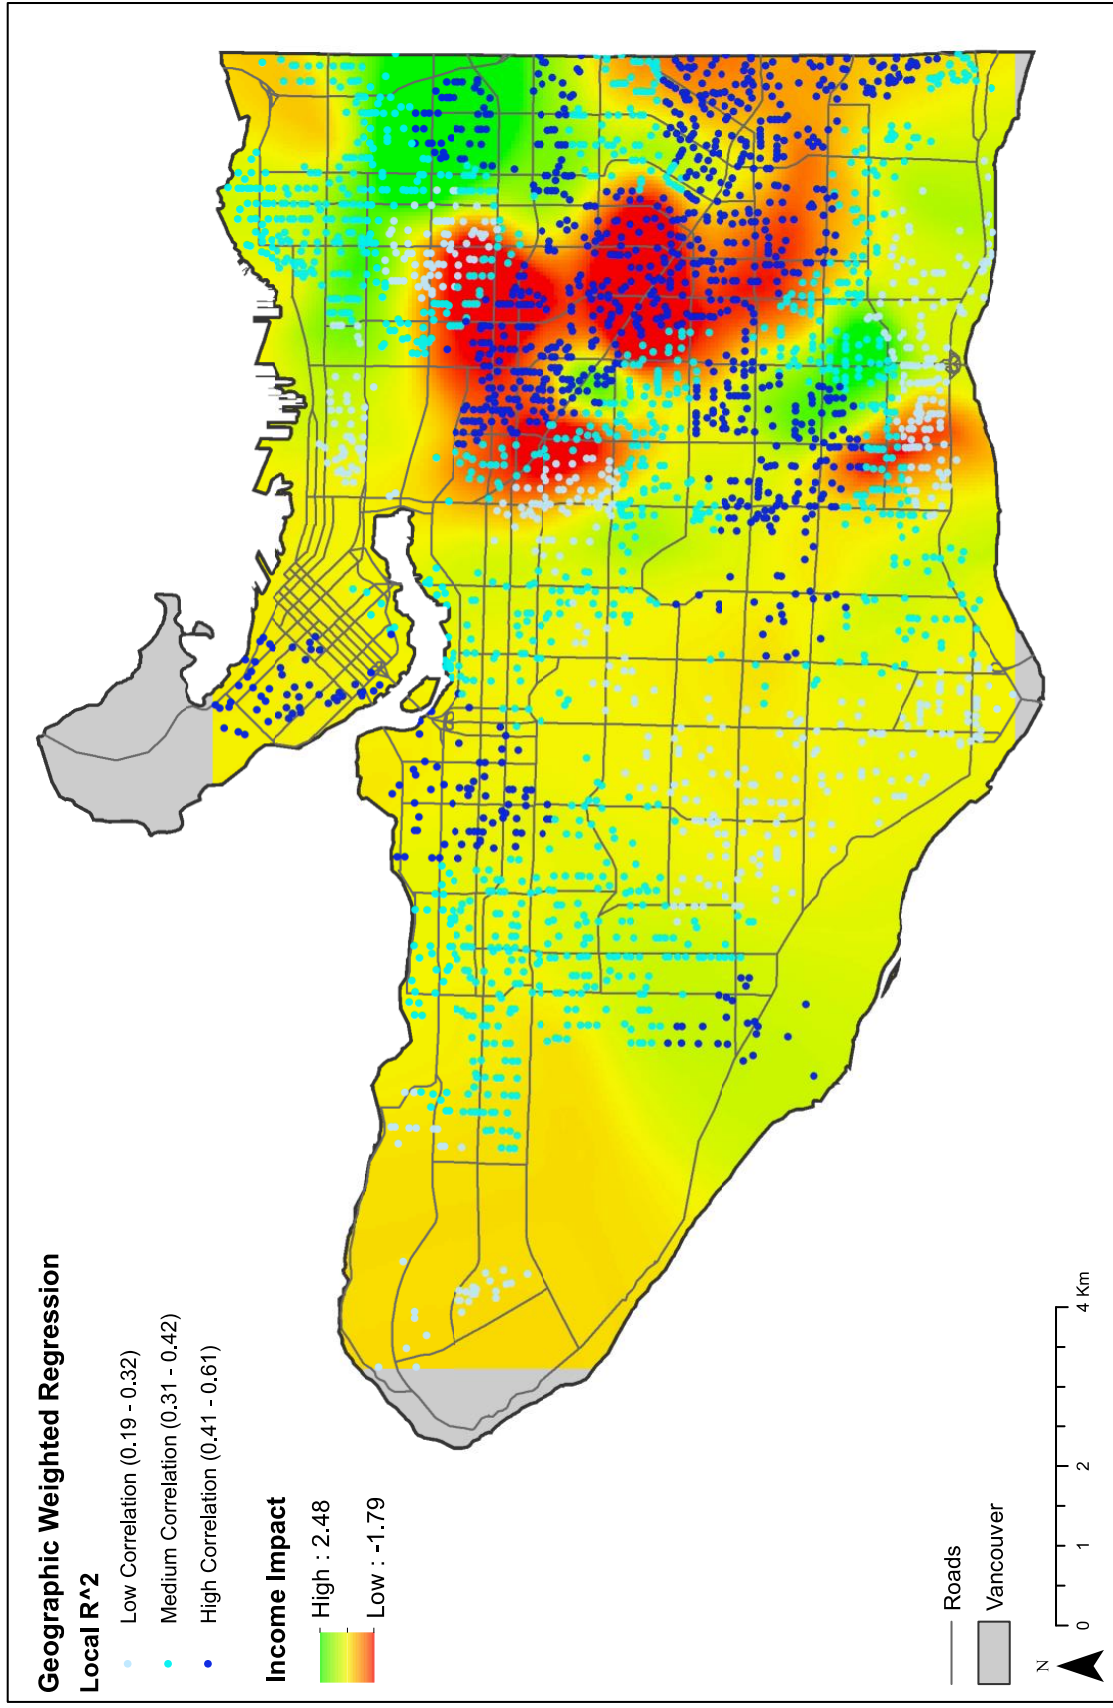 Geographic Weighted Regression
Local R^2
Low Correlation (0.19 - 0.32)
Medium Correlation (0.31 - 0.42)
High Correlation (0.41 - 0.61)
Income Impact
High : 2.48
Low : -1.79
Roads
Vancouver
N
0 1 2 4 Km